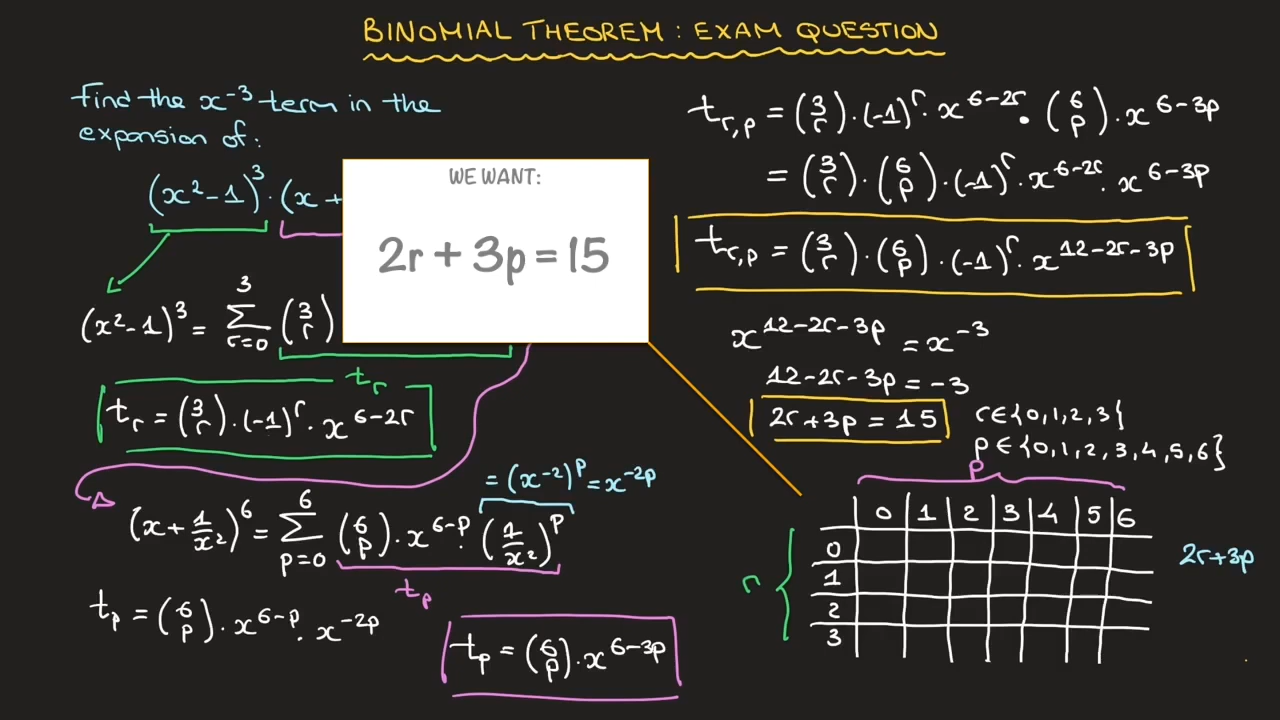 BINOMIAL THEOREM : EXAM QUESTION
Find the x⁻³ term in the
expansion of:
(x²-1)³·(x+
(x²-1)³ = ∑ r=0 3 (3 r)
t_r
t_r = (3 r)·(-1)^r·x^(6-2r)
= (x⁻²)^p = x^(-2p)
(x+1/x²)⁶ = ∑ p=0 6 (6 p)·x^(6-p)·(1/x²)^p
t_p
t_p = (6 p)·x^(6-p)·x^(-2p)
t_p = (6 p)·x^(6-3p)
WE WANT:
2r + 3p = 15
t_r,p = (3 r)·(-1)^r·x^(6-2r)·(6 p)·x^(6-3p)
= (3 r)·(6 p)·(-1)^r·x^(6-2r)·x^(6-3p)
t_r,p = (3 r)·(6 p)·(-1)^r·x^(12-2r-3p)
x^(12-2r-3p) = x⁻³
12-2r-3p = -3
2r+3p = 15
r∈{0,1,2,3}
p∈{0,1,2,3,4,5,6}
p
0 1 2 3 4 5 6
0
r 1
2
3
2r+3p